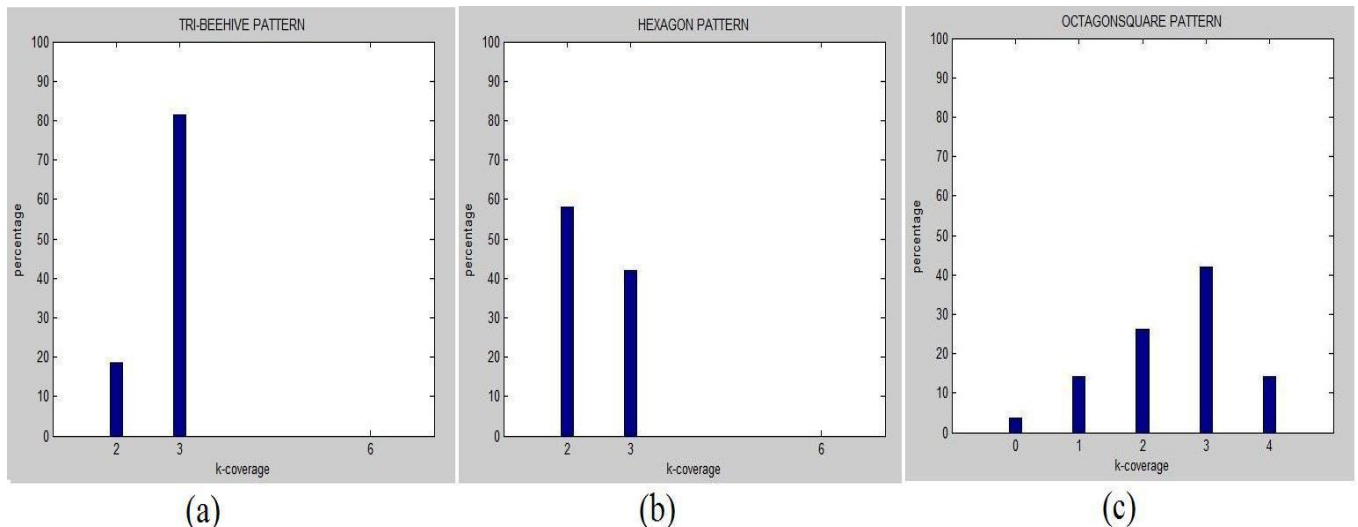 TRI-BEEHIVE PATTERN
100
90
80
70
60
50
40
30
20
10
0
percentage
2 3 6
k-coverage
(a)
HEXAGON PATTERN
100
90
80
70
60
50
40
30
20
10
0
percentage
2 3 6
k-coverage
(b)
OCTAGONSQUARE PATTERN
100
90
80
70
60
50
40
30
20
10
0
percentage
0 1 2 3 4
k-coverage
(c)